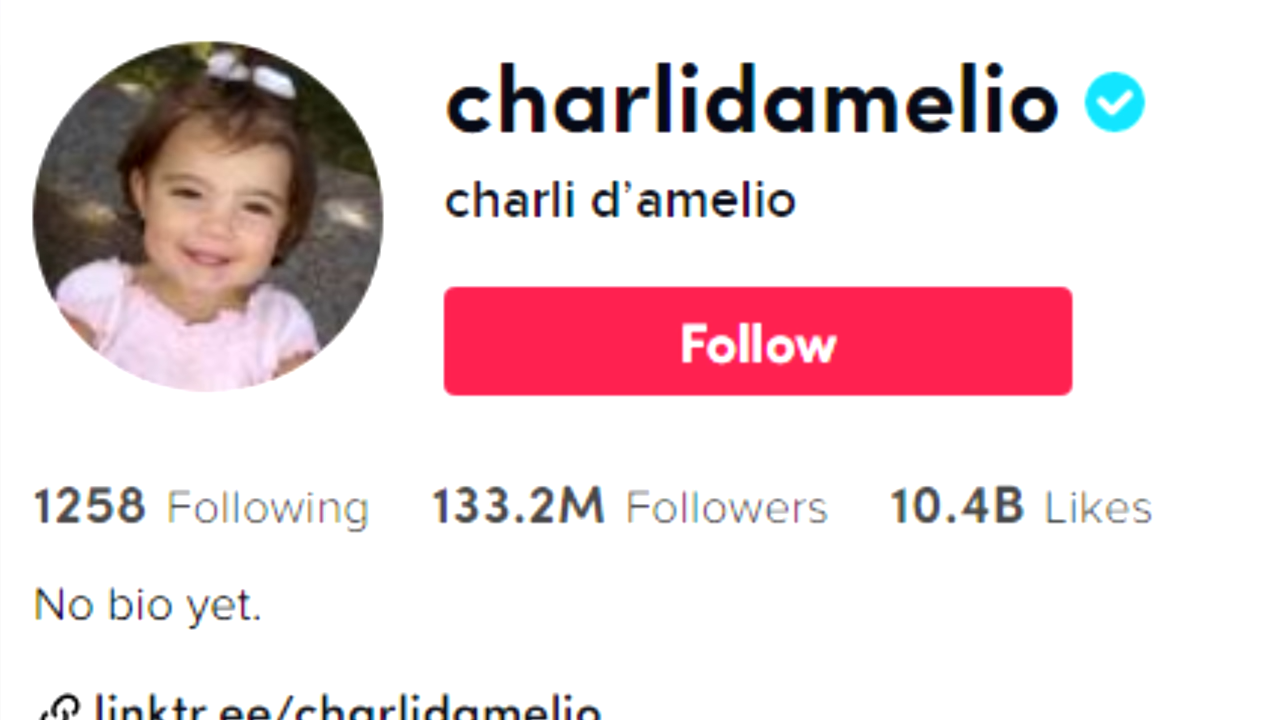 charlidamelio
charli d’amelio
Follow
1258 Following 133.2M Followers 10.4B Likes
No bio yet.
linktr.ee/charlidamelio